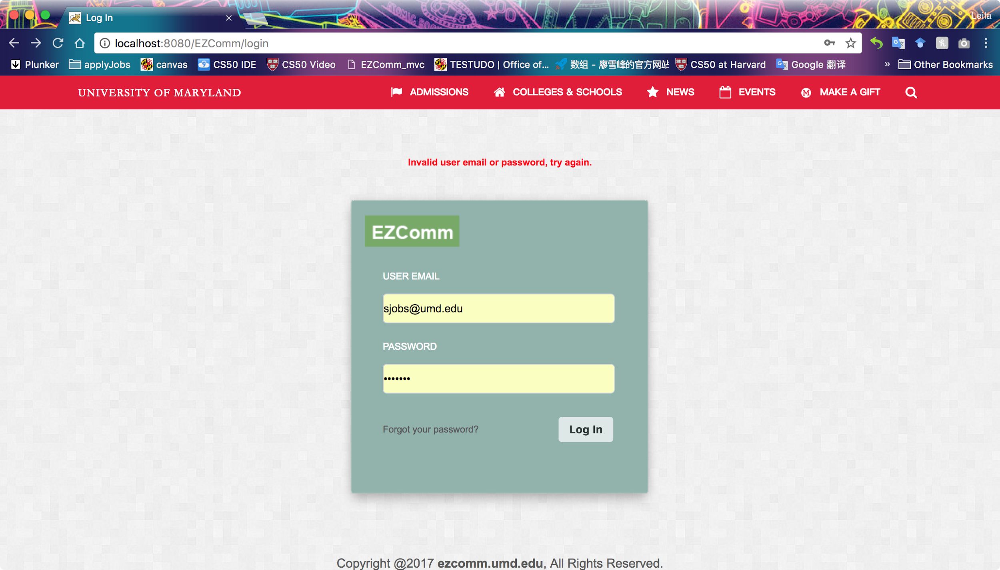 Log In
Leila
localhost:8080/EZComm/login
Plunker applyJobs canvas CS50 IDE CS50 Video EZComm_mvc TESTUDO | Office of... 数组 - 廖雪峰的官方网站 CS50 at Harvard Google 翻译 » Other Bookmarks
UNIVERSITY OF MARYLAND ADMISSIONS COLLEGES & SCHOOLS NEWS EVENTS MAKE A GIFT
Invalid user email or password, try again.
EZComm
USER EMAIL
sjobs@umd.edu
PASSWORD
•••••••
Forgot your password? Log In
Copyright @2017 ezcomm.umd.edu, All Rights Reserved.